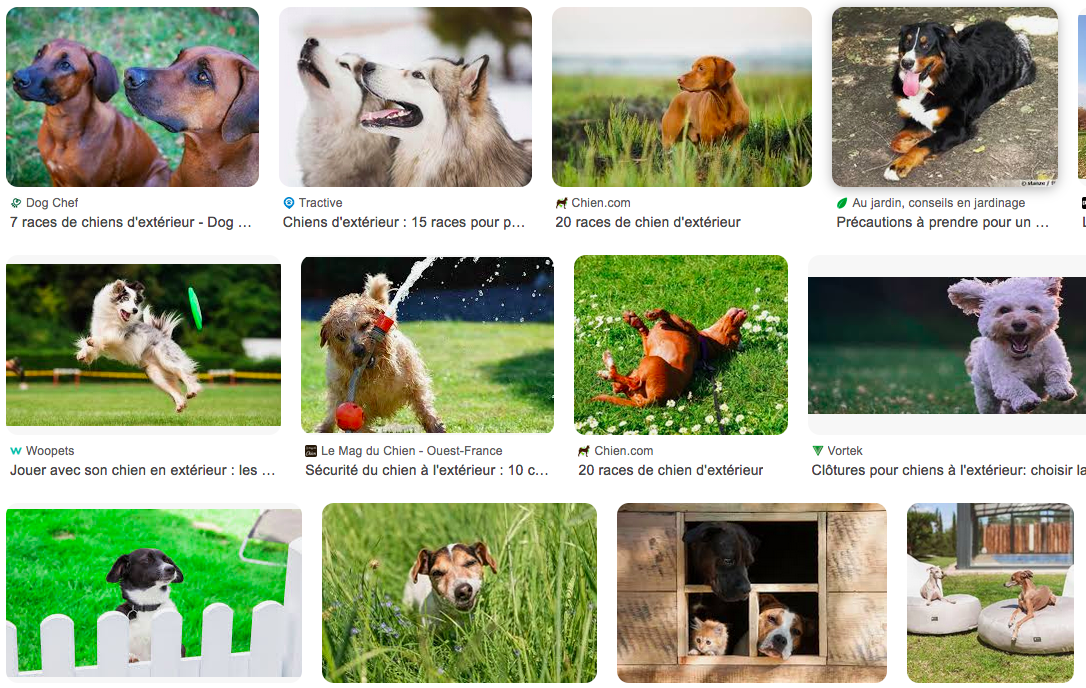 Dog Chef
7 races de chiens d'extérieur - Dog ...
Tractive
Chiens d'extérieur : 15 races pour p...
Chien.com
20 races de chien d'extérieur
Au jardin, conseils en jardinage
Précautions à prendre pour un ...
Woopets
Jouer avec son chien en extérieur : les ...
Le Mag du Chien - Ouest-France
Sécurité du chien à l'extérieur : 10 c...
Chien.com
20 races de chien d'extérieur
Vortek
Clôtures pour chiens à l'extérieur: choisir la